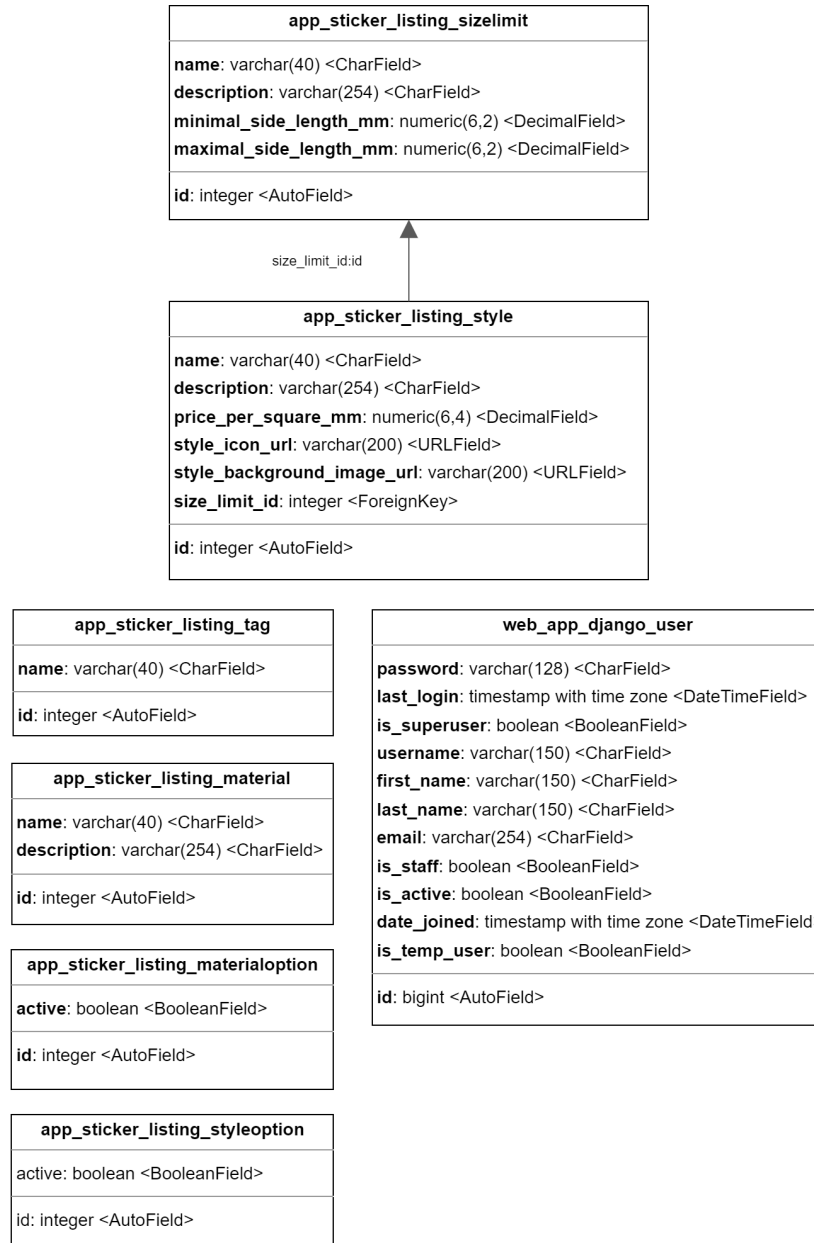 app_sticker_listing_sizelimit
name: varchar(40) <CharField>
description: varchar(254) <CharField>
minimal_side_length_mm: numeric(6,2) <DecimalField>
maximal_side_length_mm: numeric(6,2) <DecimalField>
id: integer <AutoField>
size_limit_id:id
app_sticker_listing_style
name: varchar(40) <CharField>
description: varchar(254) <CharField>
price_per_square_mm: numeric(6,4) <DecimalField>
style_icon_url: varchar(200) <URLField>
style_background_image_url: varchar(200) <URLField>
size_limit_id: integer <ForeignKey>
id: integer <AutoField>
app_sticker_listing_tag
name: varchar(40) <CharField>
id: integer <AutoField>
app_sticker_listing_material
name: varchar(40) <CharField>
description: varchar(254) <CharField>
id: integer <AutoField>
app_sticker_listing_materialoption
active: boolean <BooleanField>
id: integer <AutoField>
app_sticker_listing_styleoption
active: boolean <BooleanField>
id: integer <AutoField>
web_app_django_user
password: varchar(128) <CharField>
last_login: timestamp with time zone <DateTimeField>
is_superuser: boolean <BooleanField>
username: varchar(150) <CharField>
first_name: varchar(150) <CharField>
last_name: varchar(150) <CharField>
email: varchar(254) <CharField>
is_staff: boolean <BooleanField>
is_active: boolean <BooleanField>
date_joined: timestamp with time zone <DateTimeField
is_temp_user: boolean <BooleanField>
id: bigint <AutoField>